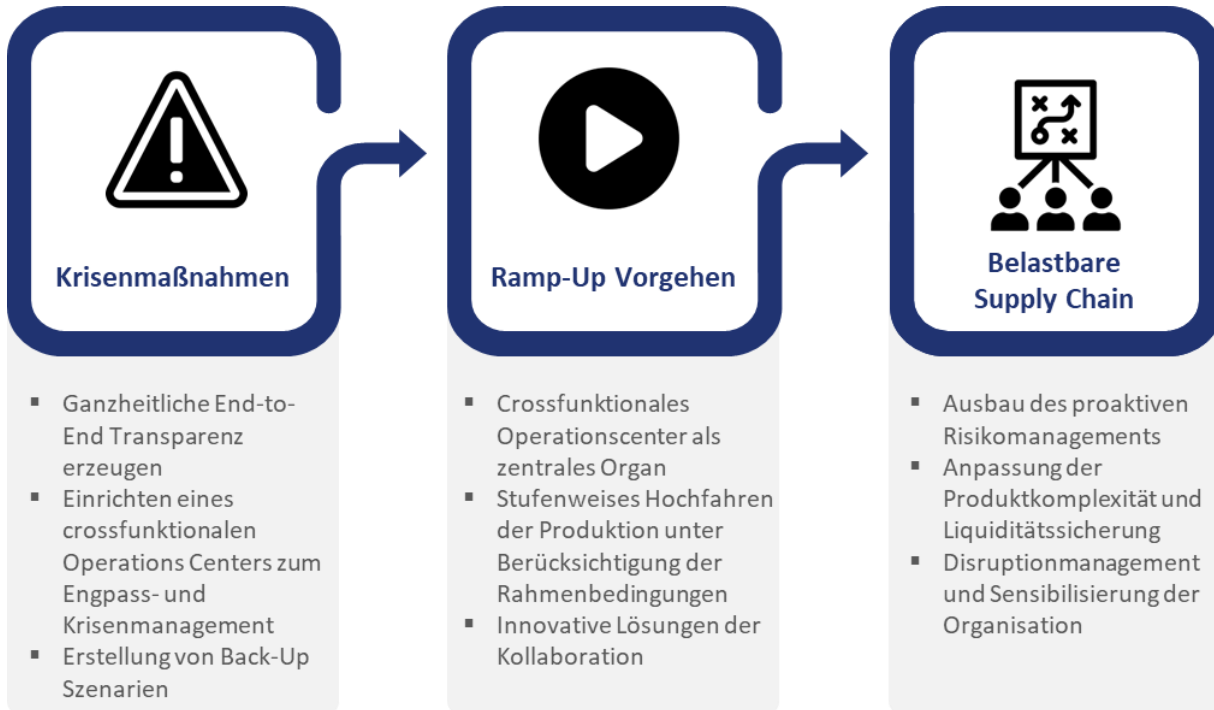 Krisenmaßnahmen
▪ Ganzheitliche End-to-
End Transparenz
erzeugen
▪ Einrichten eines
crossfunktionalen
Operations Centers zum
Engpass- und
Krisenmanagement
▪ Erstellung von Back-Up
Szenarien
Ramp-Up Vorgehen
▪ Crossfunktionales
Operationscenter als
zentrales Organ
▪ Stufenweises Hochfahren
der Produktion unter
Berücksichtigung der
Rahmenbedingungen
▪ Innovative Lösungen der
Kollaboration
Belastbare
Supply Chain
▪ Ausbau des proaktiven
Risikomanagements
▪ Anpassung der
Produktkomplexität und
Liquiditätssicherung
▪ Disruptionmanagement
und Sensibilisierung der
Organisation